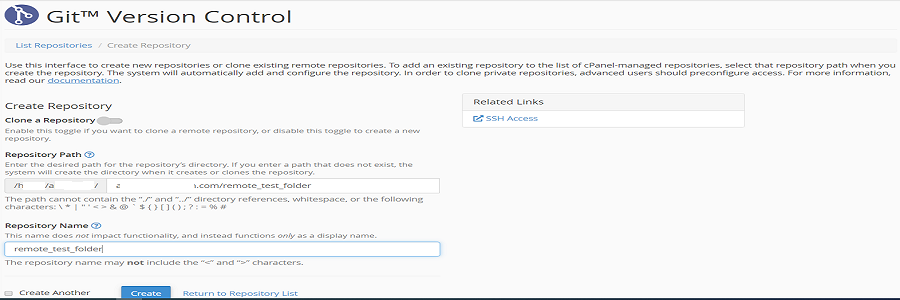 Git™ Version Control
List Repositories / Create Repository
Use this interface to create new repositories or clone existing remote repositories. To add an existing repository to the list of cPanel-managed repositories, select that repository path when you
create the repository. The system will automatically add and configure the repository. In order to clone private repositories, advanced users should preconfigure access. For more information,
read our documentation.
Create Repository
Clone a Repository
Enable this toggle if you want to clone a remote repository, or disable this toggle to create a new
repository.
Repository Path
Enter the desired path for the repository's directory. If you enter a path that does not exist, the
system will create the directory when it creates or clones the repository.
/h /a / .com/remote_test_folder
The path cannot contain the "./" and "../" directory references, whitespace, or the following
characters: \ * | " ' < > & @ ` $ { } [ ] ( ) ; ? : = % #
Repository Name
This name does not impact functionality, and instead functions only as a display name.
remote_test_folder
The repository name may not include the "<" and ">" characters.
Create Another Create Return to Repository List
Related Links
SSH Access